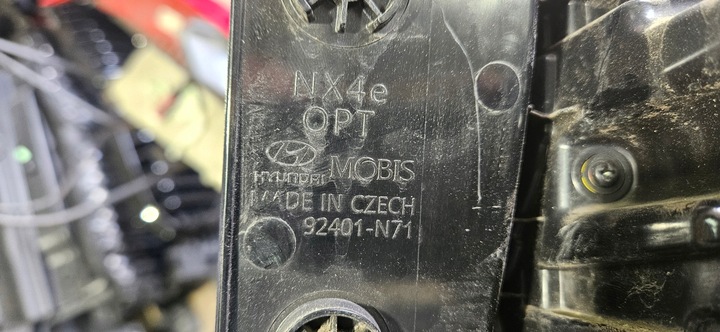 NX4e
OPT
HYUNDAI MOBIS
MADE IN CZECH
92401-N71